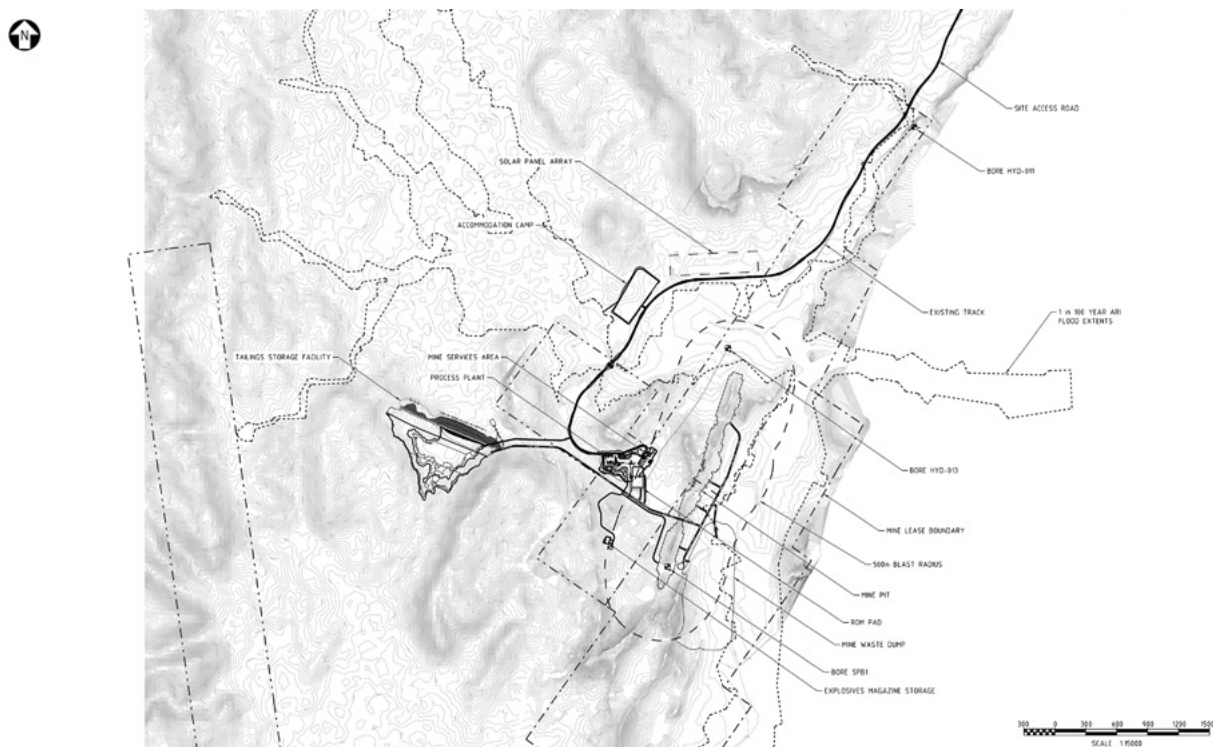 N
SITE ACCESS ROAD
SOLAR PANEL ARRAY
BORE HYD-011
ACCOMMODATION CAMP
EXISTING TRACK
1 in 100 YEAR ARI
FLOOD EXTENTS
MINE SERVICES AREA
TAILINGS STORAGE FACILITY
PROCESS PLANT
BORE HYD-013
MINE LEASE BOUNDARY
500m BLAST RADIUS
MINE PIT
ROM PAD
MINE WASTE DUMP
BORE SPB1
EXPLOSIVES MAGAZINE STORAGE
300 0 300 600 900 1200 1500
SCALE 1:15000